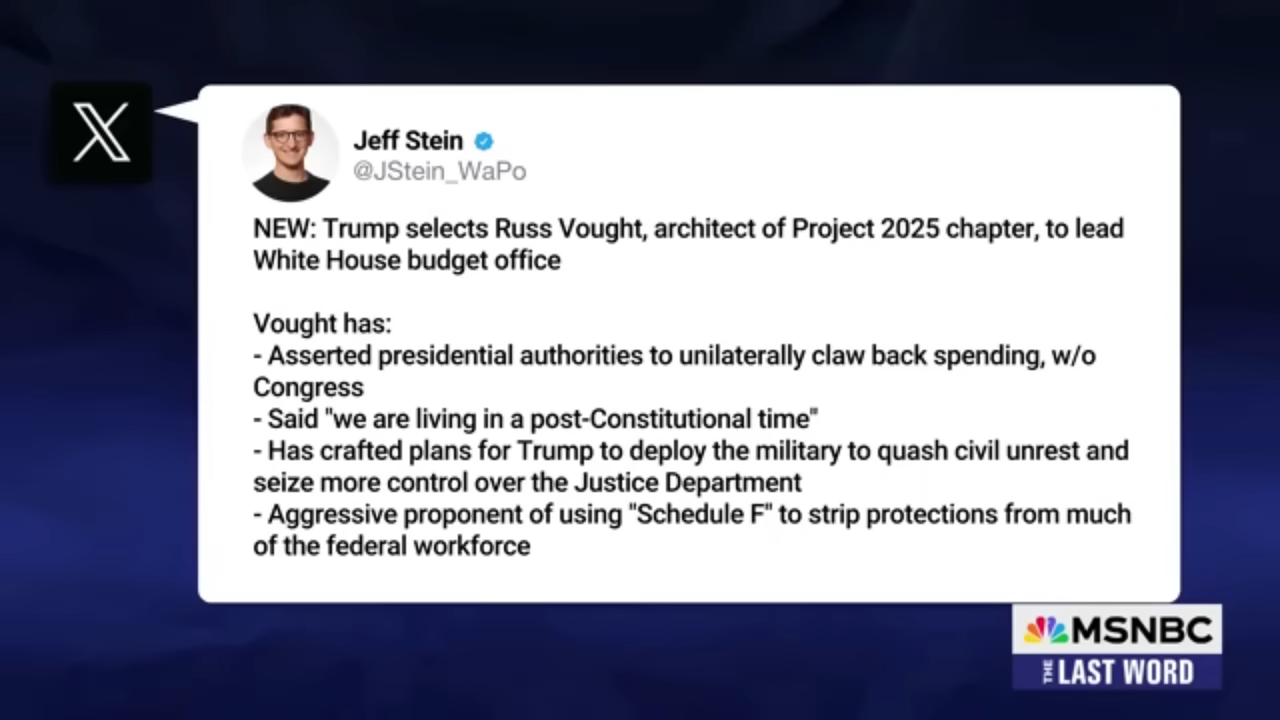 X
Jeff Stein
@JStein_WaPo
NEW: Trump selects Russ Vought, architect of Project 2025 chapter, to lead
White House budget office
Vought has:
- Asserted presidential authorities to unilaterally claw back spending, w/o
Congress
- Said "we are living in a post-Constitutional time"
- Has crafted plans for Trump to deploy the military to quash civil unrest and
seize more control over the Justice Department
- Aggressive proponent of using "Schedule F" to strip protections from much
of the federal workforce
MSNBC
THE LAST WORD